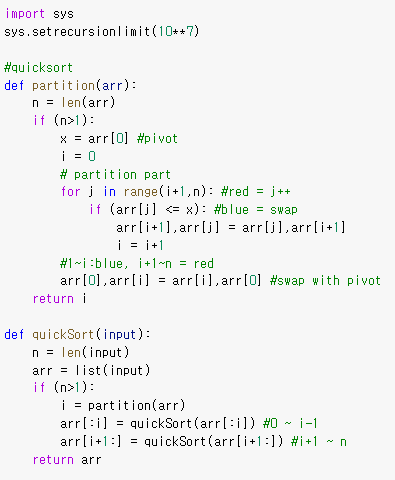 import sys
sys.setrecursionlimit(10**7)

#quicksort
def partition(arr):
    n = len(arr)
    if (n>1):
        x = arr[0] #pivot
        i = 0
        # partition part
        for j in range(i+1,n): #red = j++
            if (arr[j] <= x): #blue = swap
                arr[i+1],arr[j] = arr[j],arr[i+1]
                i = i+1
        #1~i:blue, i+1~n = red
        arr[0],arr[i] = arr[i],arr[0] #swap with pivot
    return i

def quickSort(input):
    n = len(input)
    arr = list(input)
    if (n>1):
        i = partition(arr)
        arr[:i] = quickSort(arr[:i]) #0 ~ i-1
        arr[i+1:] = quickSort(arr[i+1:]) #i+1 ~ n
    return arr